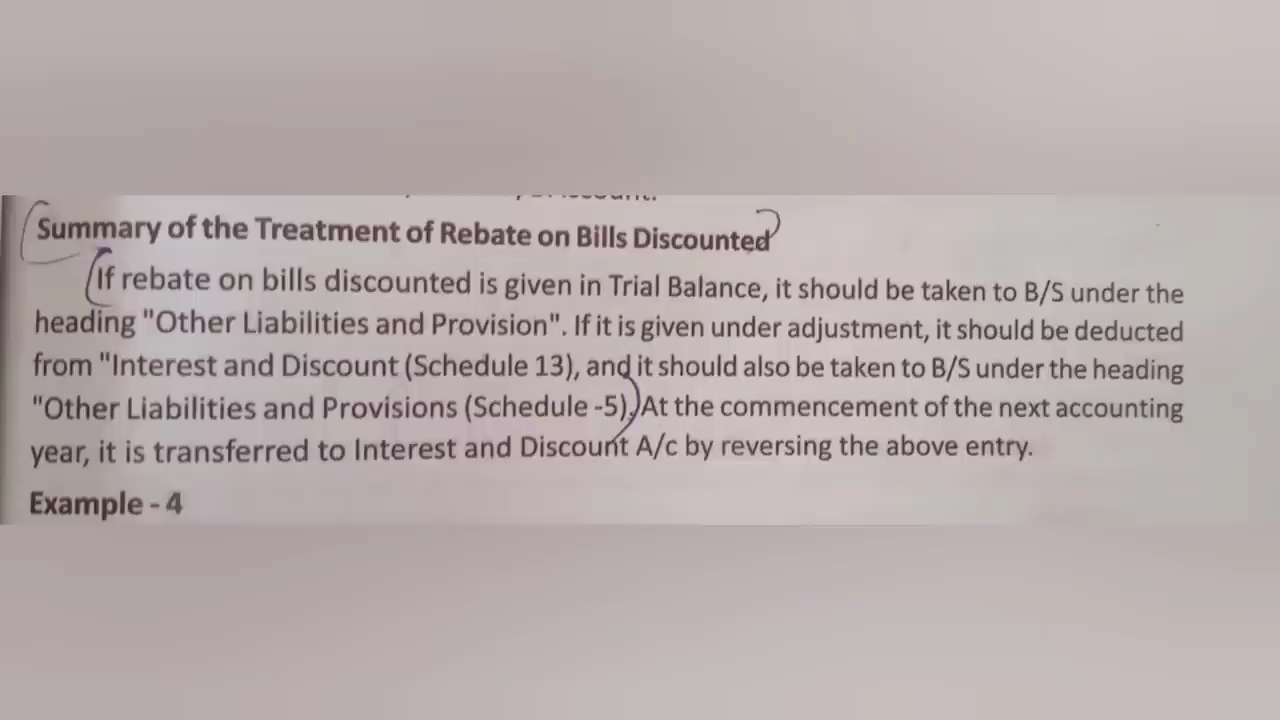 Summary of the Treatment of Rebate on Bills Discounted
If rebate on bills discounted is given in Trial Balance, it should be taken to B/S under the
heading "Other Liabilities and Provision". If it is given under adjustment, it should be deducted
from "Interest and Discount (Schedule 13), and it should also be taken to B/S under the heading
"Other Liabilities and Provisions (Schedule -5). At the commencement of the next accounting
year, it is transferred to Interest and Discount A/c by reversing the above entry.
Example - 4